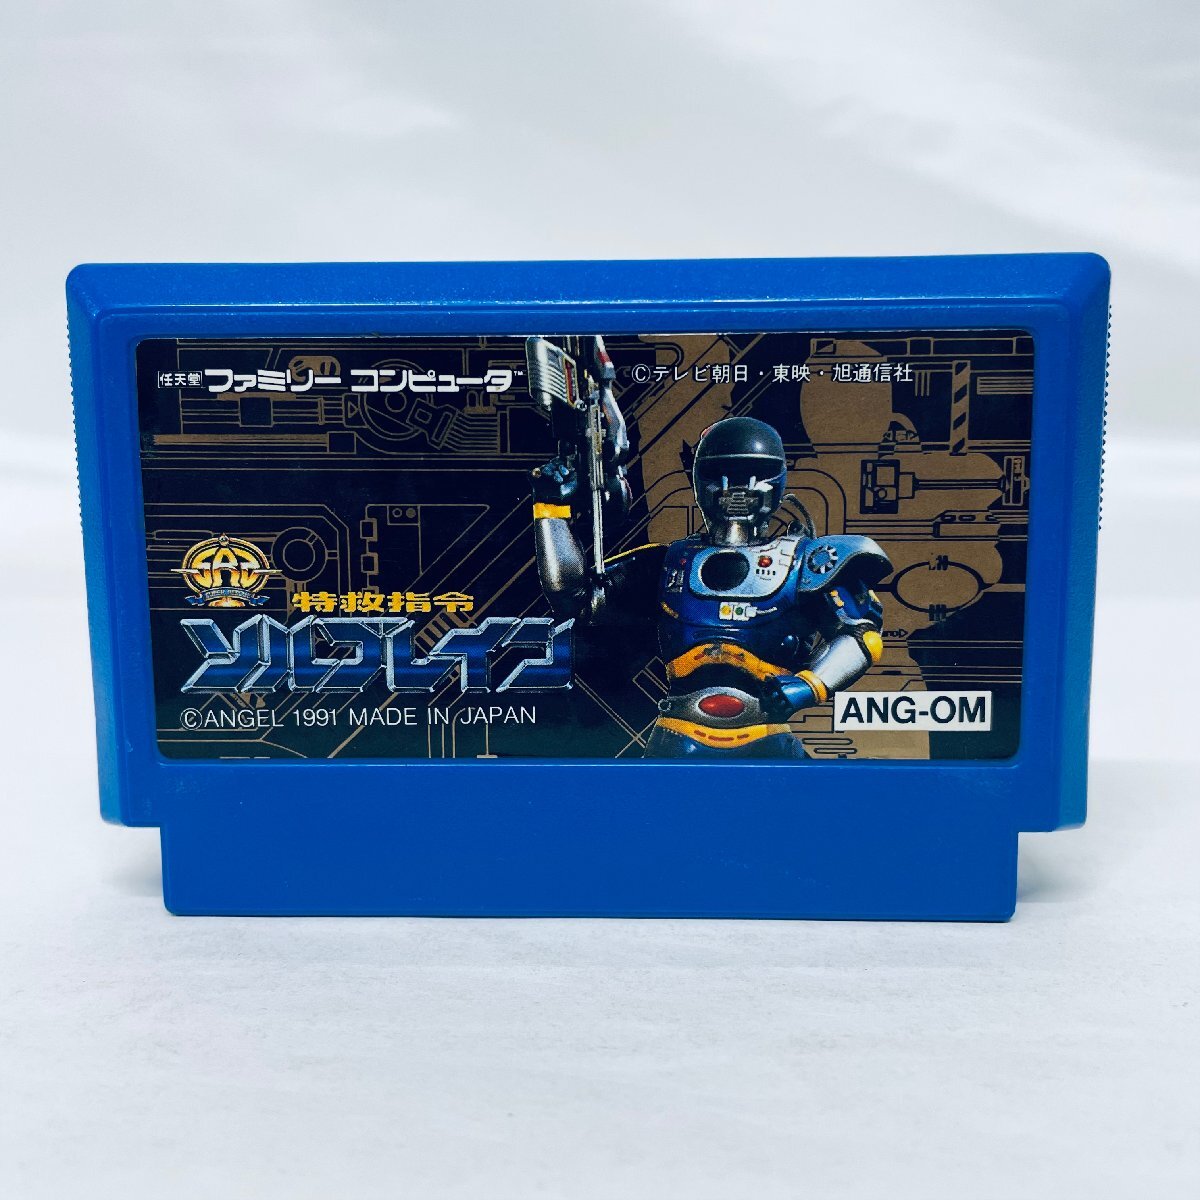 任天堂 ファミリー コンピュータ™
©テレビ朝日・東映・旭通信社
特救指令
ソルブレイン
©ANGEL 1991 MADE IN JAPAN
ANG-OM